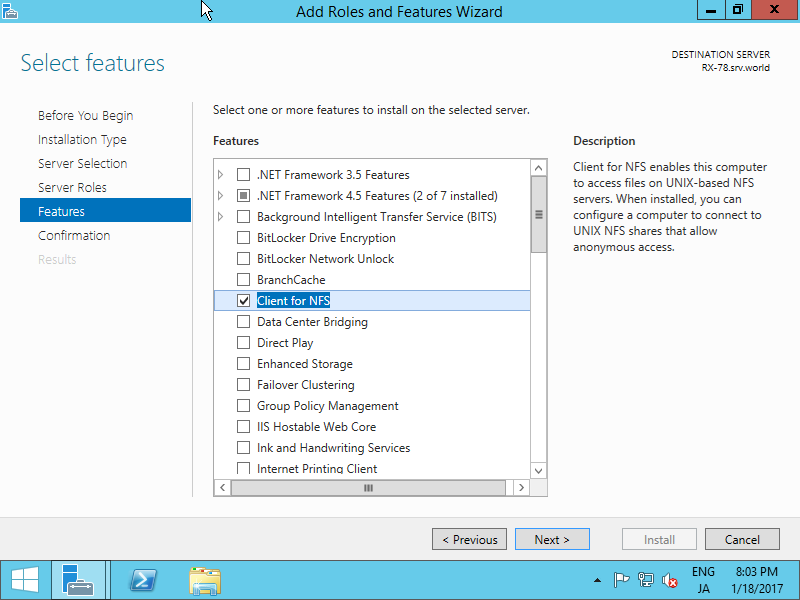 Add Roles and Features Wizard
Select features
DESTINATION SERVER
RX-78.srv.world
Before You Begin
Installation Type
Server Selection
Server Roles
Features
Confirmation
Results
Select one or more features to install on the selected server.
Features
.NET Framework 3.5 Features
.NET Framework 4.5 Features (2 of 7 installed)
Background Intelligent Transfer Service (BITS)
BitLocker Drive Encryption
BitLocker Network Unlock
BranchCache
Client for NFS
Data Center Bridging
Direct Play
Enhanced Storage
Failover Clustering
Group Policy Management
IIS Hostable Web Core
Ink and Handwriting Services
Internet Printing Client
Description
Client for NFS enables this computer
to access files on UNIX-based NFS
servers. When installed, you can
configure a computer to connect to
UNIX NFS shares that allow
anonymous access.
< Previous
Next >
Install
Cancel
ENG
JA
8:03 PM
1/18/2017